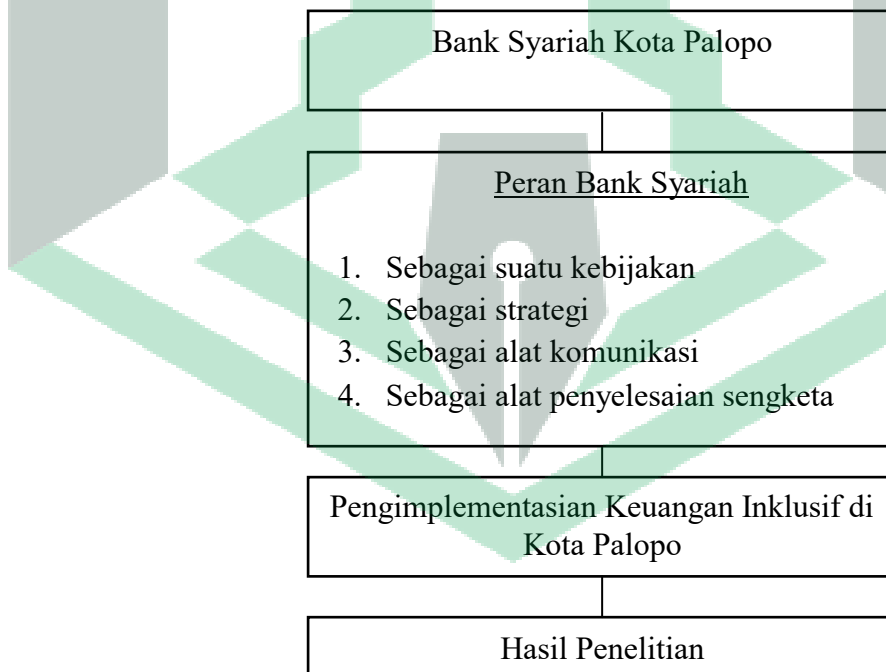 Bank Syariah Kota Palopo
Peran Bank Syariah
1. Sebagai suatu kebijakan
2. Sebagai strategi
3. Sebagai alat komunikasi
4. Sebagai alat penyelesaian sengketa
Pengimplementasian Keuangan Inklusif di
Kota Palopo
Hasil Penelitian